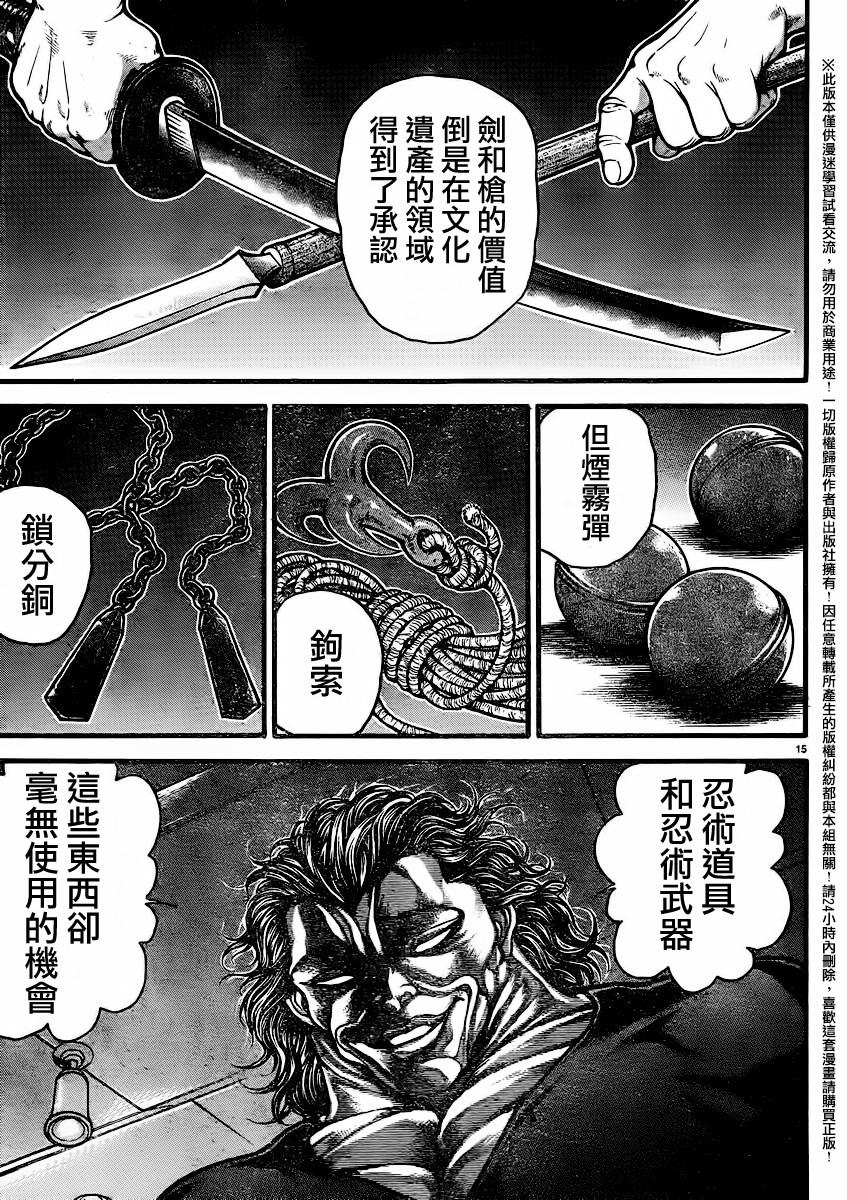 劍和槍的價值
倒是在文化
遺產的領域
得到了承認
但煙霧彈
鉤索
鎖分銅
15
忍術道具
和忍術武器
這些東西卻
毫無使用的機會
※此版本僅供漫迷學習試看交流，請勿用於商業用途！一切版權歸原作者與出版社擁有！因任意轉載所產生的版權糾紛都與本組無關！請24小時內刪除，喜歡這套漫畫請購買正版！